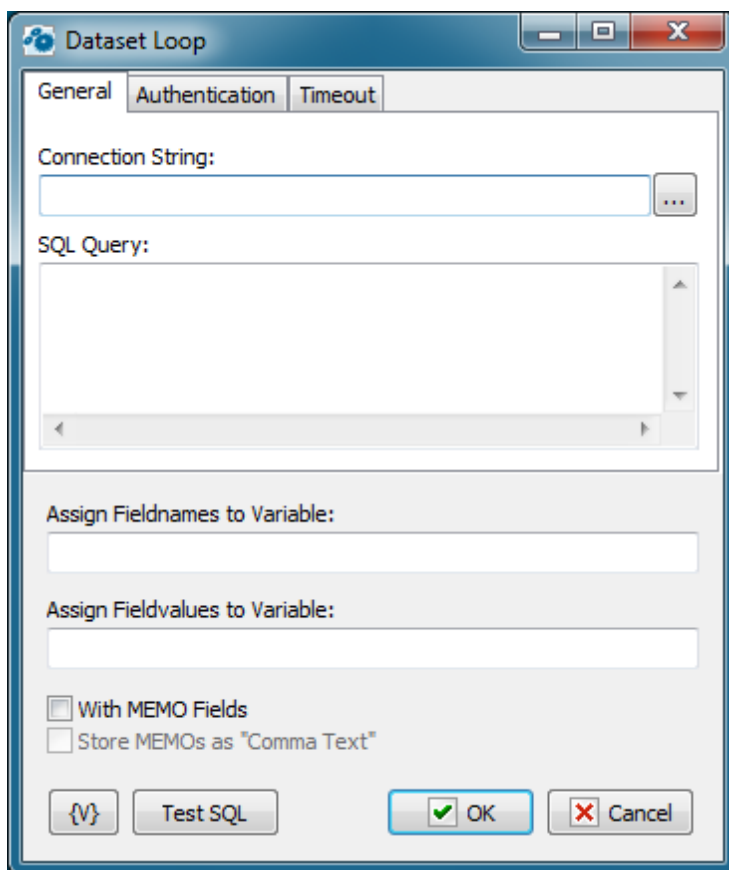 Dataset Loop
General Authentication Timeout
Connection String:
...
SQL Query:
Assign Fieldnames to Variable:
Assign Fieldvalues to Variable:
With MEMO Fields
Store MEMOs as "Comma Text"
{V} Test SQL OK Cancel